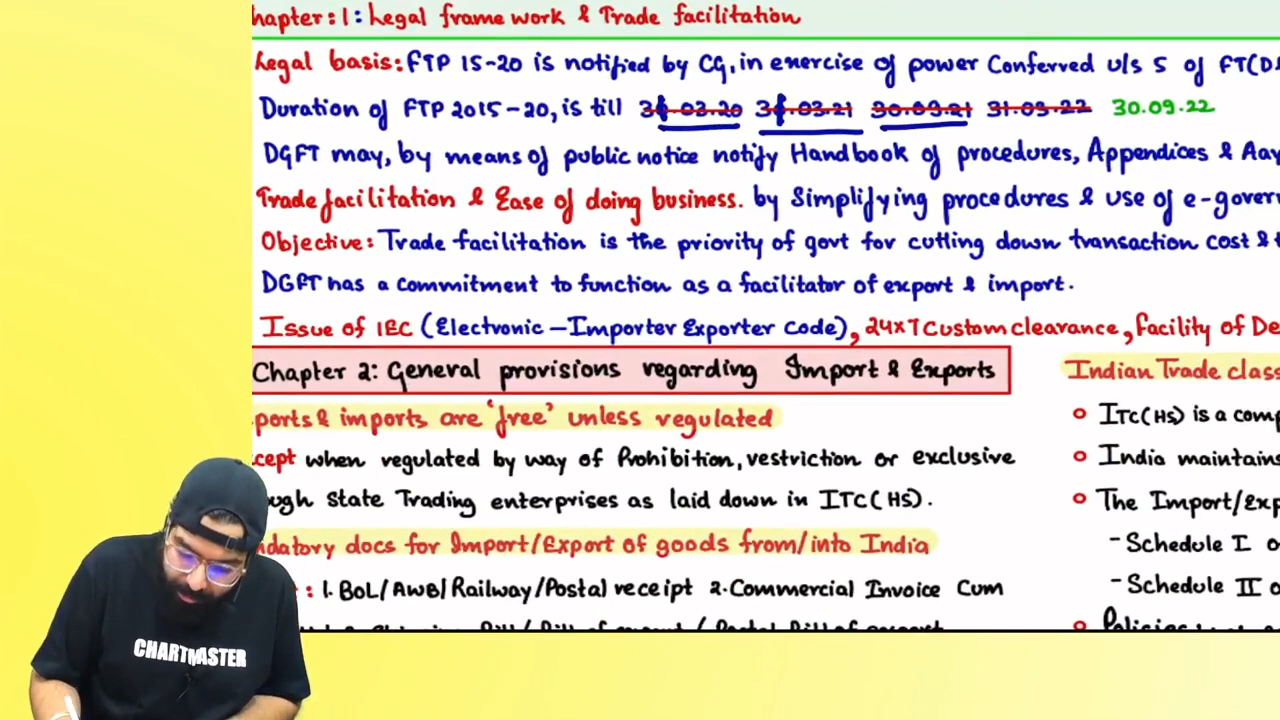 hapter:1: Legal frame work & Trade facilitation
Legal basis: FTP 15-20 is notified by CG, in exercise of power Conferred u/s 5 of FT(D
Duration of FTP 2015-20, is till 31.03.20 31.03.21 30.09.21 31.03.22 30.09.22
DGFT may, by means of public notice notify Handbook of procedures, Appendices & Aay
Trade facilitation & Ease of doing business. by Simplifying procedures & use of e-gover
Objective: Trade facilitation is the priority of govt for cutting down transaction cost & t
DGFT has a commitment to function as a facilitator of export & import.
Issue of IEC (Electronic-Importer Exporter code), 24x7 Custom clearance, Facility of De
Chapter 2: General provisions regarding Import & Exports
ports & imports are 'free' unless regulated
cept when regulated by way of Prohibition, restriction or exclusive
ough State Trading enterprises as laid down in ITC(HS).
ndatory docs for Import/Export of goods from/into India
: 1. BoL/AWB/Railway/Postal receipt 2. Commercial Invoice Cum
Indian Trade class
ITC(HS) is a comp
India maintains
The Import/Exp
- Schedule I o
- Schedule II o
Policies
CHARTMASTER